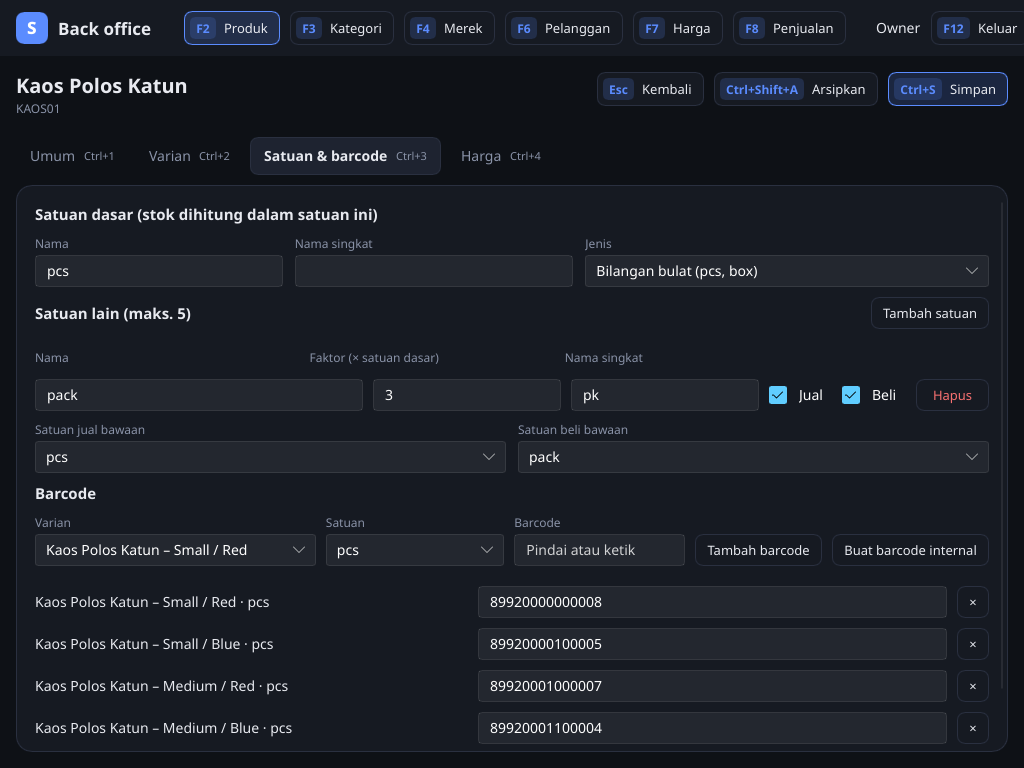 S Back office F2 Produk F3 Kategori F4 Merek F6 Pelanggan F7 Harga F8 Penjualan Owner F12 Keluar
Kaos Polos Katun
KAOS01
Esc Kembali Ctrl+Shift+A Arsipkan Ctrl+S Simpan
Umum Ctrl+1 Varian Ctrl+2 Satuan & barcode Ctrl+3 Harga Ctrl+4
Satuan dasar (stok dihitung dalam satuan ini)
Nama Nama singkat Jenis
pcs Bilangan bulat (pcs, box)
Satuan lain (maks. 5) Tambah satuan
Nama Faktor (× satuan dasar) Nama singkat
pack 3 pk Jual Beli Hapus
Satuan jual bawaan Satuan beli bawaan
pcs pack
Barcode
Varian Satuan Barcode
Kaos Polos Katun – Small / Red pcs Pindai atau ketik Tambah barcode Buat barcode internal
Kaos Polos Katun – Small / Red · pcs 89920000000008 ×
Kaos Polos Katun – Small / Blue · pcs 89920000100005 ×
Kaos Polos Katun – Medium / Red · pcs 89920001000007 ×
Kaos Polos Katun – Medium / Blue · pcs 89920001100004 ×